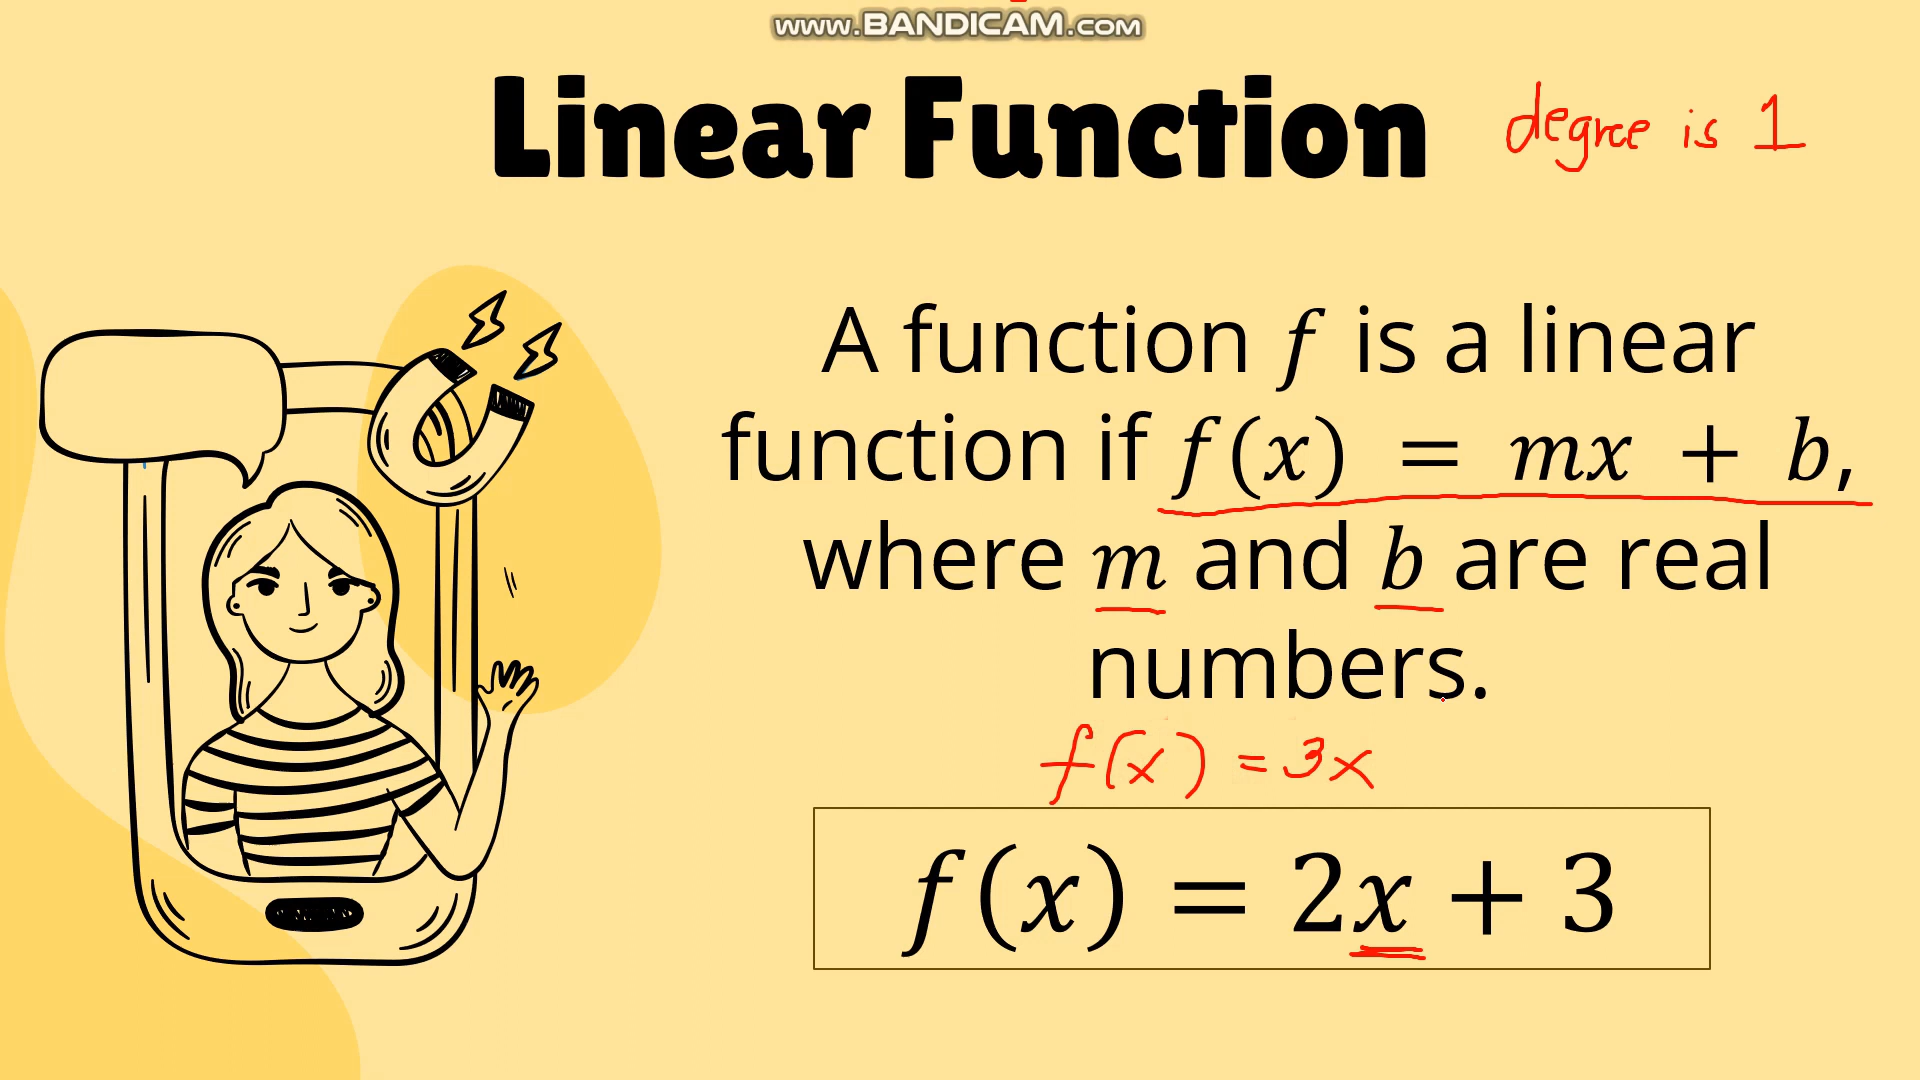 www.BANDICAM.com
Linear Function
degree is 1
A function f is a linear
function if f(x) = mx + b,
where m and b are real
numbers.
f(x) = 3x
f(x) = 2x + 3